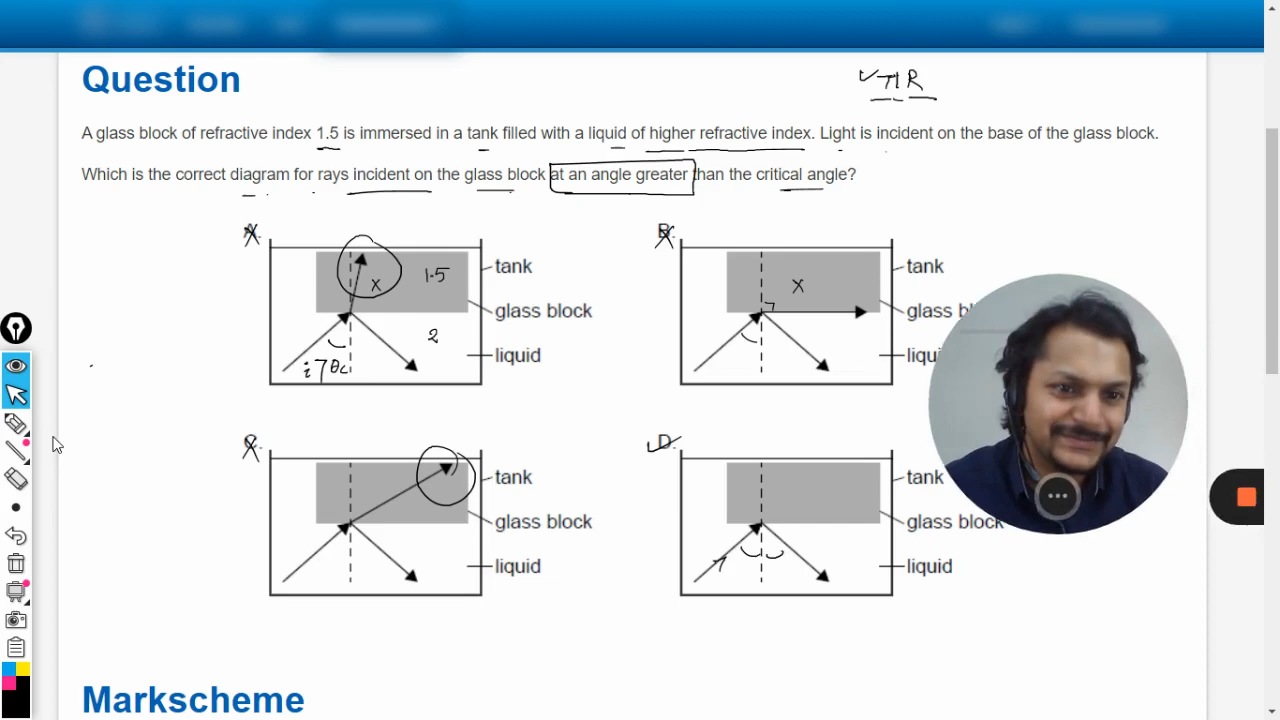 Question
✓TIR
A glass block of refractive index 1.5 is immersed in a tank filled with a liquid of higher refractive index. Light is incident on the base of the glass block.
Which is the correct diagram for rays incident on the glass block at an angle greater than the critical angle?
A.
B.
x
1.5
x
tank
tank
glass block
glass b
2
liquid
liqu
i>θc
C.
D.
tank
tank
glass block
glass block
liquid
liquid
Markscheme